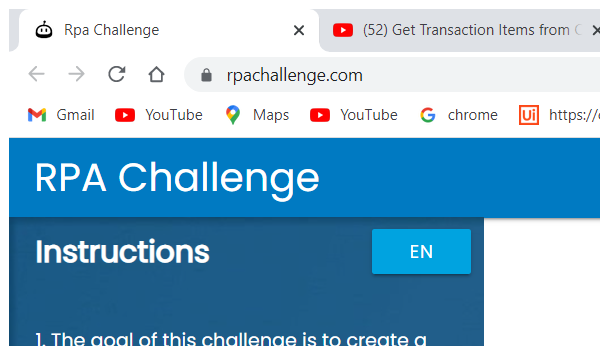 Rpa Challenge
(52) Get Transaction Items from
rpachallenge.com
Gmail YouTube Maps YouTube chrome Ui https://
RPA Challenge
Instructions
EN
1. The goal of this challenge is to create a